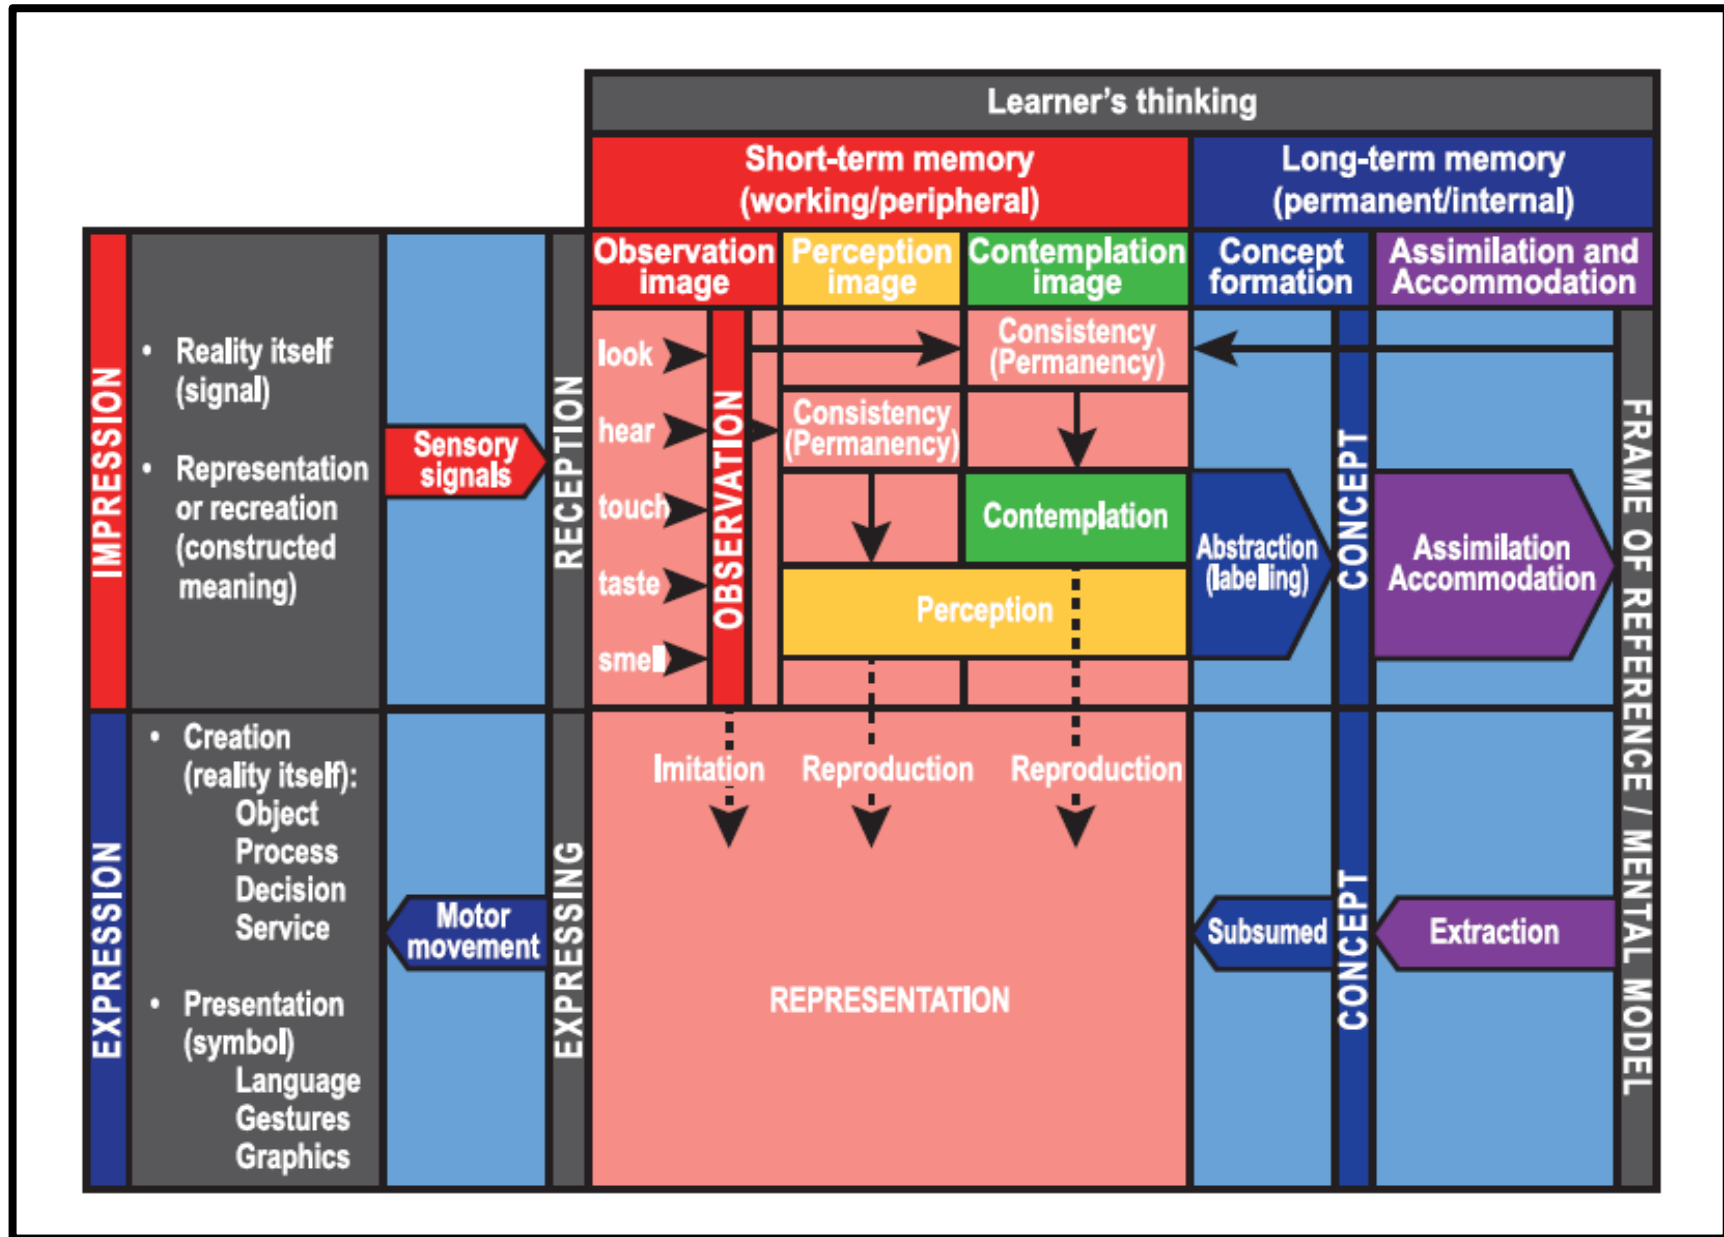 Learner's thinking
Short-term memory
(working/peripheral)
Long-term memory
(permanent/internal)
Observation
image
Perception
image
Contemplation
image
Concept
formation
Assimilation and
Accommodation
IMPRESSION
• Reality itself
(signal)
• Representation
or recreation
(constructed
meaning)
Sensory
signals
RECEPTION
look
hear
touch
taste
smell
OBSERVATION
Consistency
(Permanency)
Consistency
(Permanency)
Contemplation
Perception
Abstraction
(labelling)
CONCEPT
Assimilation
Accommodation
FRAME OF REFERENCE / MENTAL MODEL
EXPRESSION
• Creation
(reality itself):
Object
Process
Decision
Service
• Presentation
(symbol)
Language
Gestures
Graphics
Motor
movement
EXPRESSING
Imitation
Reproduction
Reproduction
REPRESENTATION
Subsumed
CONCEPT
Extraction